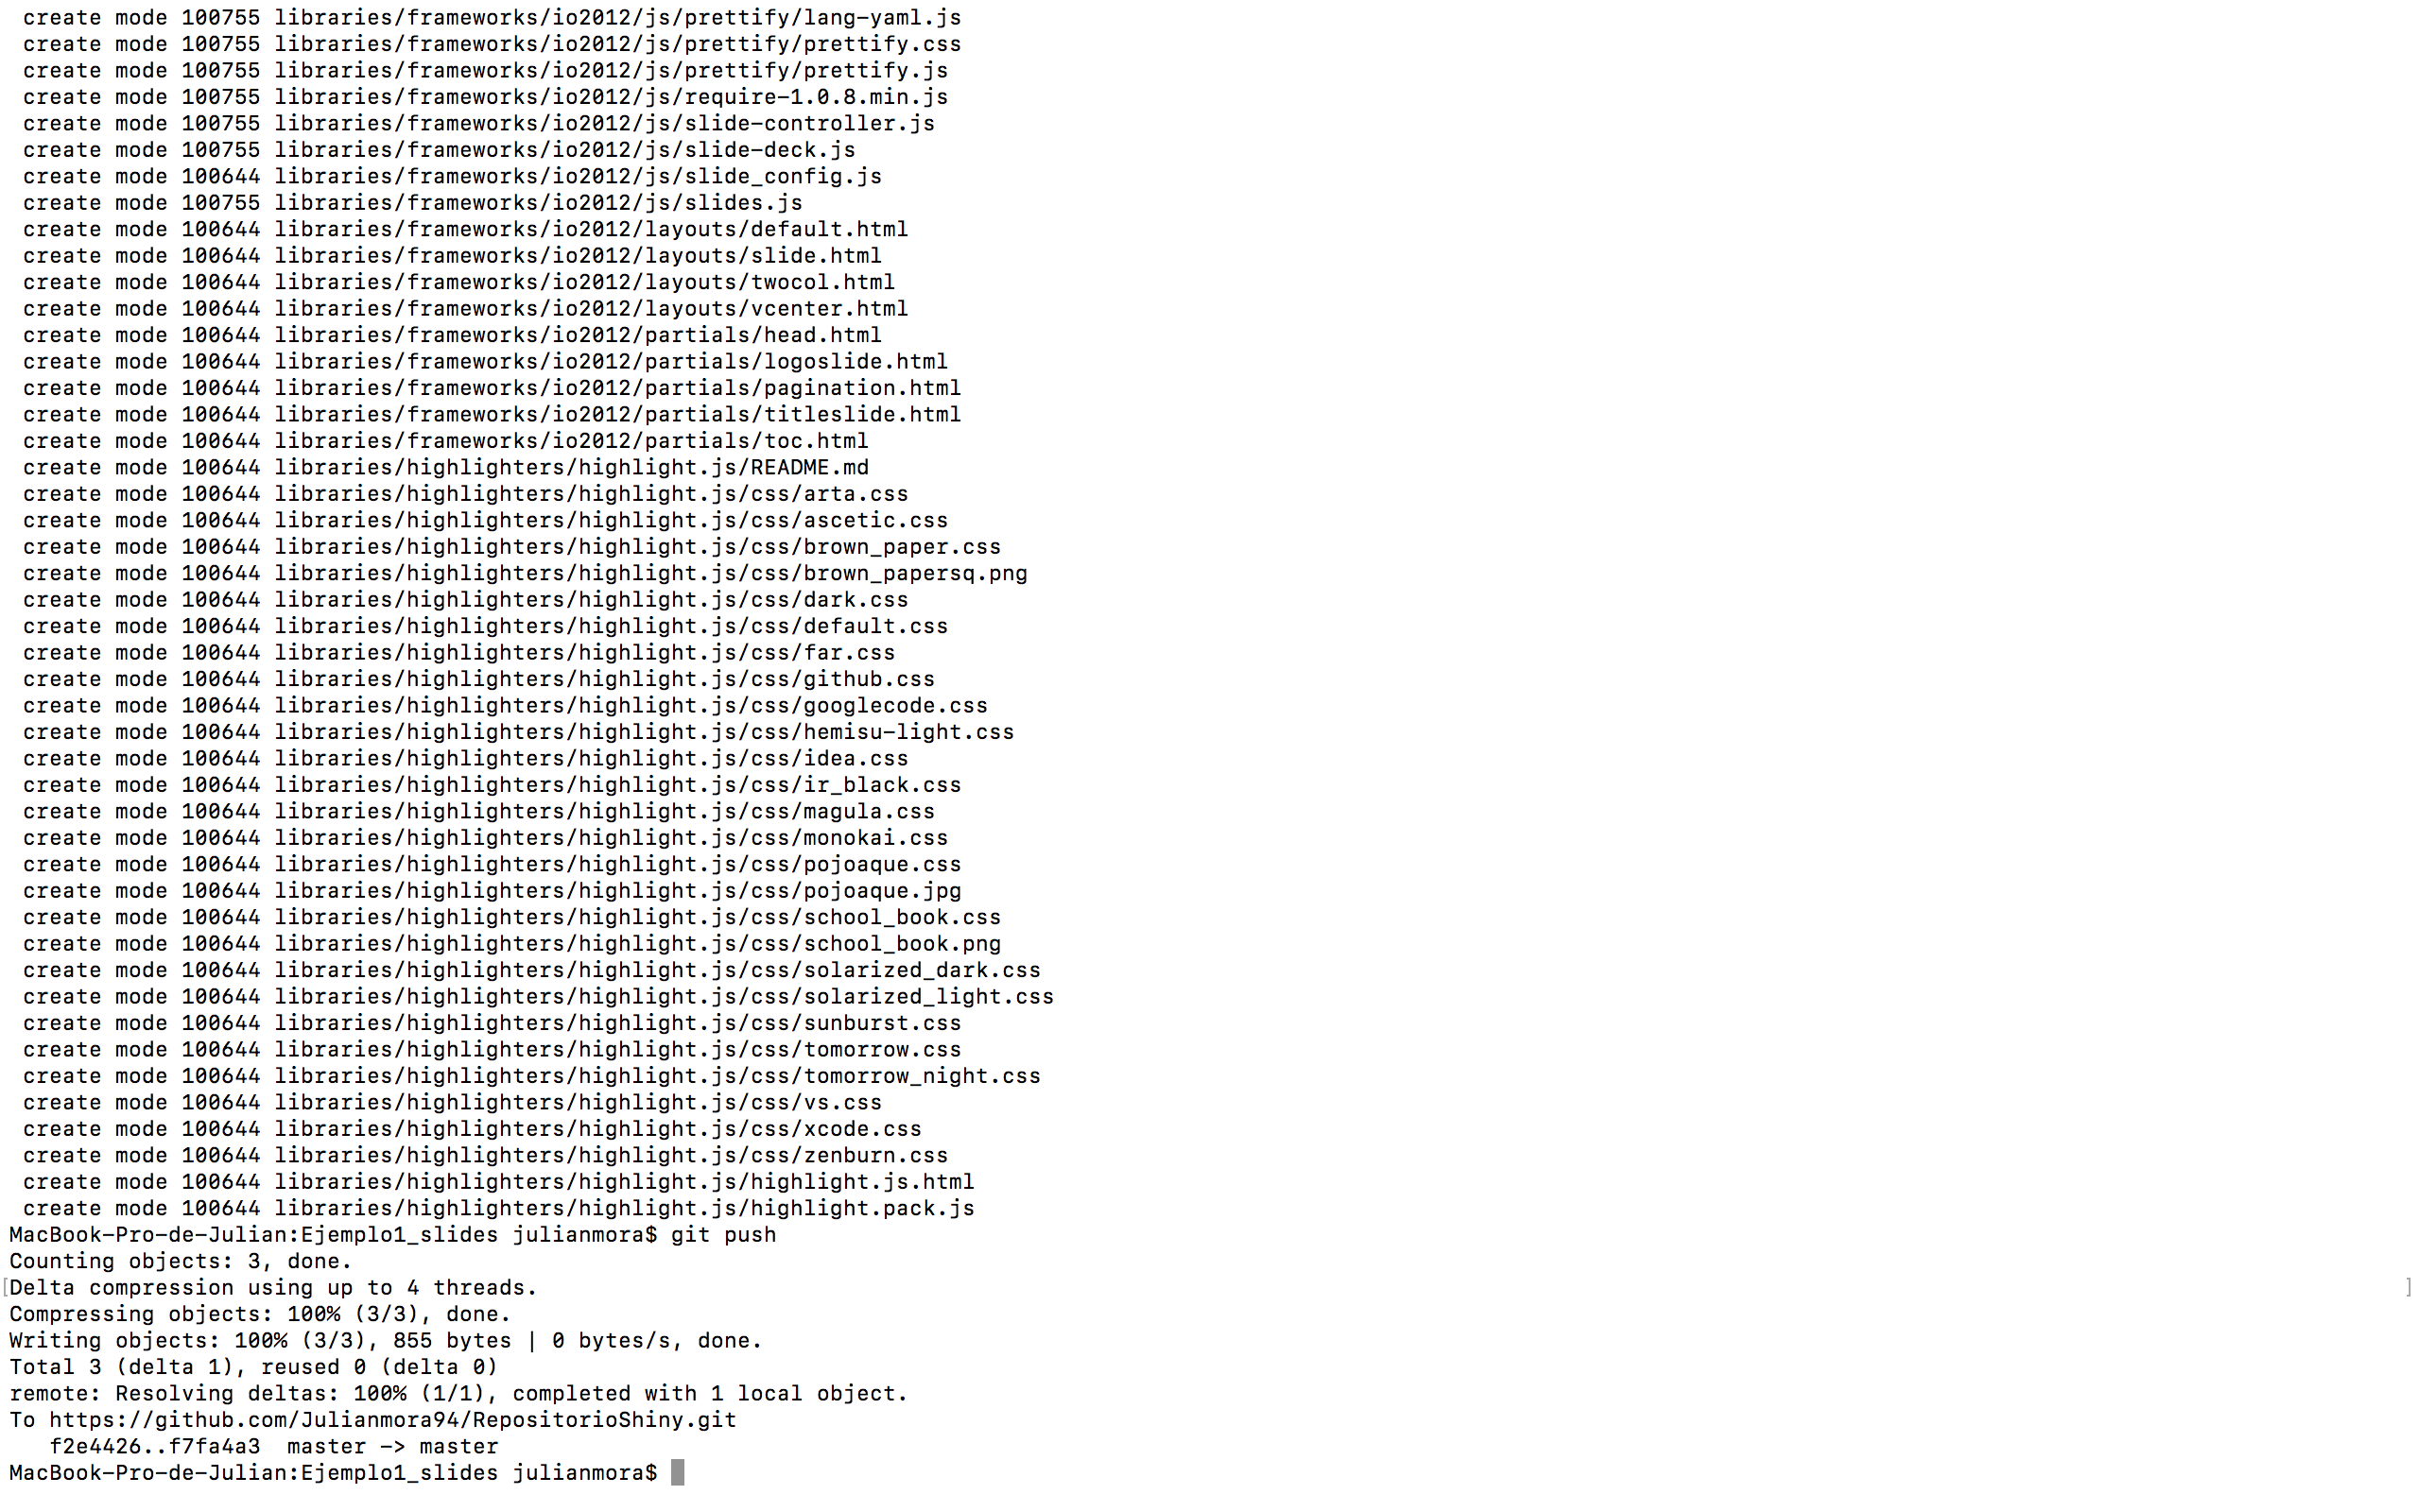 create mode 100755 libraries/frameworks/io2012/js/prettify/lang-yaml.js
create mode 100755 libraries/frameworks/io2012/js/prettify/prettify.css
create mode 100755 libraries/frameworks/io2012/js/prettify/prettify.js
create mode 100755 libraries/frameworks/io2012/js/require-1.0.8.min.js
create mode 100755 libraries/frameworks/io2012/js/slide-controller.js
create mode 100755 libraries/frameworks/io2012/js/slide-deck.js
create mode 100644 libraries/frameworks/io2012/js/slide_config.js
create mode 100755 libraries/frameworks/io2012/js/slides.js
create mode 100644 libraries/frameworks/io2012/layouts/default.html
create mode 100644 libraries/frameworks/io2012/layouts/slide.html
create mode 100644 libraries/frameworks/io2012/layouts/twocol.html
create mode 100644 libraries/frameworks/io2012/layouts/vcenter.html
create mode 100644 libraries/frameworks/io2012/partials/head.html
create mode 100644 libraries/frameworks/io2012/partials/logoslide.html
create mode 100644 libraries/frameworks/io2012/partials/pagination.html
create mode 100644 libraries/frameworks/io2012/partials/titleslide.html
create mode 100644 libraries/frameworks/io2012/partials/toc.html
create mode 100644 libraries/highlighters/highlight.js/README.md
create mode 100644 libraries/highlighters/highlight.js/css/arta.css
create mode 100644 libraries/highlighters/highlight.js/css/ascetic.css
create mode 100644 libraries/highlighters/highlight.js/css/brown_paper.css
create mode 100644 libraries/highlighters/highlight.js/css/brown_papersq.png
create mode 100644 libraries/highlighters/highlight.js/css/dark.css
create mode 100644 libraries/highlighters/highlight.js/css/default.css
create mode 100644 libraries/highlighters/highlight.js/css/far.css
create mode 100644 libraries/highlighters/highlight.js/css/github.css
create mode 100644 libraries/highlighters/highlight.js/css/googlecode.css
create mode 100644 libraries/highlighters/highlight.js/css/hemisu-light.css
create mode 100644 libraries/highlighters/highlight.js/css/idea.css
create mode 100644 libraries/highlighters/highlight.js/css/ir_black.css
create mode 100644 libraries/highlighters/highlight.js/css/magula.css
create mode 100644 libraries/highlighters/highlight.js/css/monokai.css
create mode 100644 libraries/highlighters/highlight.js/css/pojoaque.css
create mode 100644 libraries/highlighters/highlight.js/css/pojoaque.jpg
create mode 100644 libraries/highlighters/highlight.js/css/school_book.css
create mode 100644 libraries/highlighters/highlight.js/css/school_book.png
create mode 100644 libraries/highlighters/highlight.js/css/solarized_dark.css
create mode 100644 libraries/highlighters/highlight.js/css/solarized_light.css
create mode 100644 libraries/highlighters/highlight.js/css/sunburst.css
create mode 100644 libraries/highlighters/highlight.js/css/tomorrow.css
create mode 100644 libraries/highlighters/highlight.js/css/tomorrow_night.css
create mode 100644 libraries/highlighters/highlight.js/css/vs.css
create mode 100644 libraries/highlighters/highlight.js/css/xcode.css
create mode 100644 libraries/highlighters/highlight.js/css/zenburn.css
create mode 100644 libraries/highlighters/highlight.js/highlight.js.html
create mode 100644 libraries/highlighters/highlight.js/highlight.pack.js
MacBook-Pro-de-Julian:Ejemplo1_slides julianmora$ git push
Counting objects: 3, done.
[Delta compression using up to 4 threads. ]
Compressing objects: 100% (3/3), done.
Writing objects: 100% (3/3), 855 bytes | 0 bytes/s, done.
Total 3 (delta 1), reused 0 (delta 0)
remote: Resolving deltas: 100% (1/1), completed with 1 local object.
To https://github.com/Julianmora94/RepositorioShiny.git
f2e4426..f7fa4a3  master -> master
MacBook-Pro-de-Julian:Ejemplo1_slides julianmora$